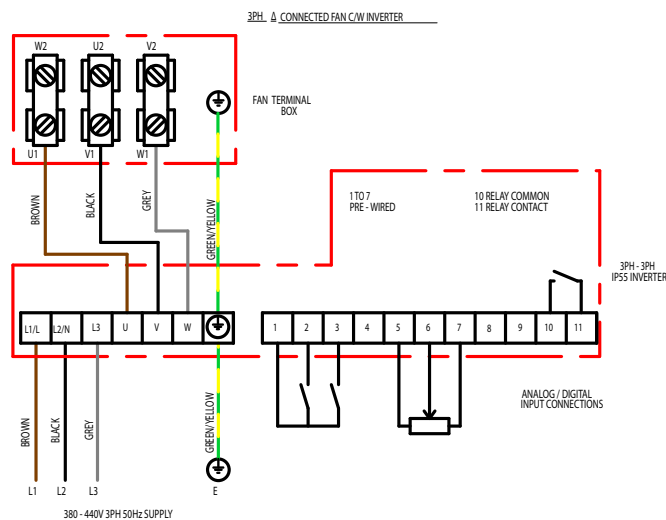 3PH Δ CONNECTED FAN C/W INVERTER
W2 U2 V2
FAN TERMINAL
BOX
U1 V1 W1
BROWN
BLACK
GREY
GREEN/YELLOW
1 TO 7
PRE - WIRED
10 RELAY COMMON
11 RELAY CONTACT
3PH - 3PH
IP55 INVERTER
L1/L L2/N L3 U V W
1 2 3 4 5 6 7 8 9 10 11
ANALOG / DIGITAL
INPUT CONNECTIONS
BROWN
BLACK
GREY
GREEN/YELLOW
L1 L2 L3 E
380 - 440V 3PH 50Hz SUPPLY